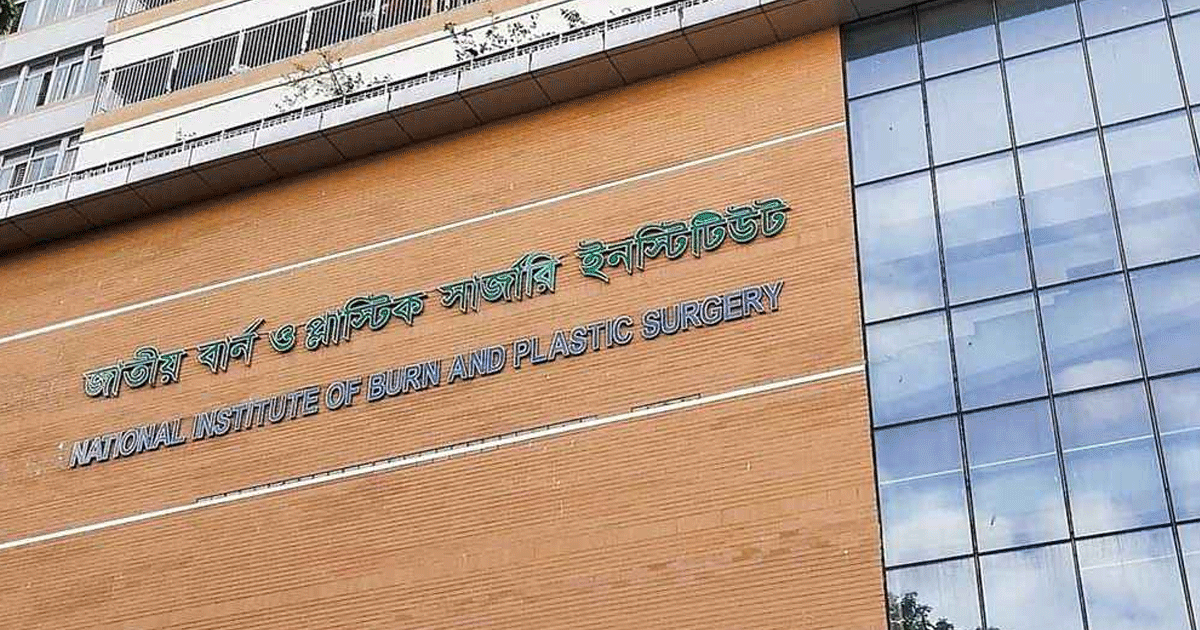 জাতীয় বার্ন ও প্লাস্টিক সার্জারি ইনস্টিটিউট
NATIONAL INSTITUTE OF BURN AND PLASTIC SURGERY